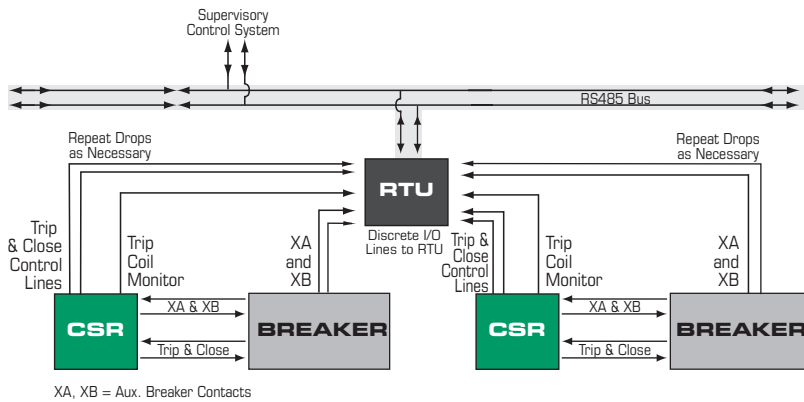 Supervisory
Control System
RS485 Bus
Repeat Drops
as Necessary
Repeat Drops
as Necessary
RTU
Discrete I/O
Lines to RTU
Trip
& Close
Control
Lines
Trip
Coil
Monitor
XA
and
XB
Trip &
Close
Control
Lines
Trip
Coil
Monitor
XA
and
XB
CSR
XA & XB
Trip & Close
BREAKER
CSR
XA & XB
Trip & Close
BREAKER
XA, XB = Aux. Breaker Contacts